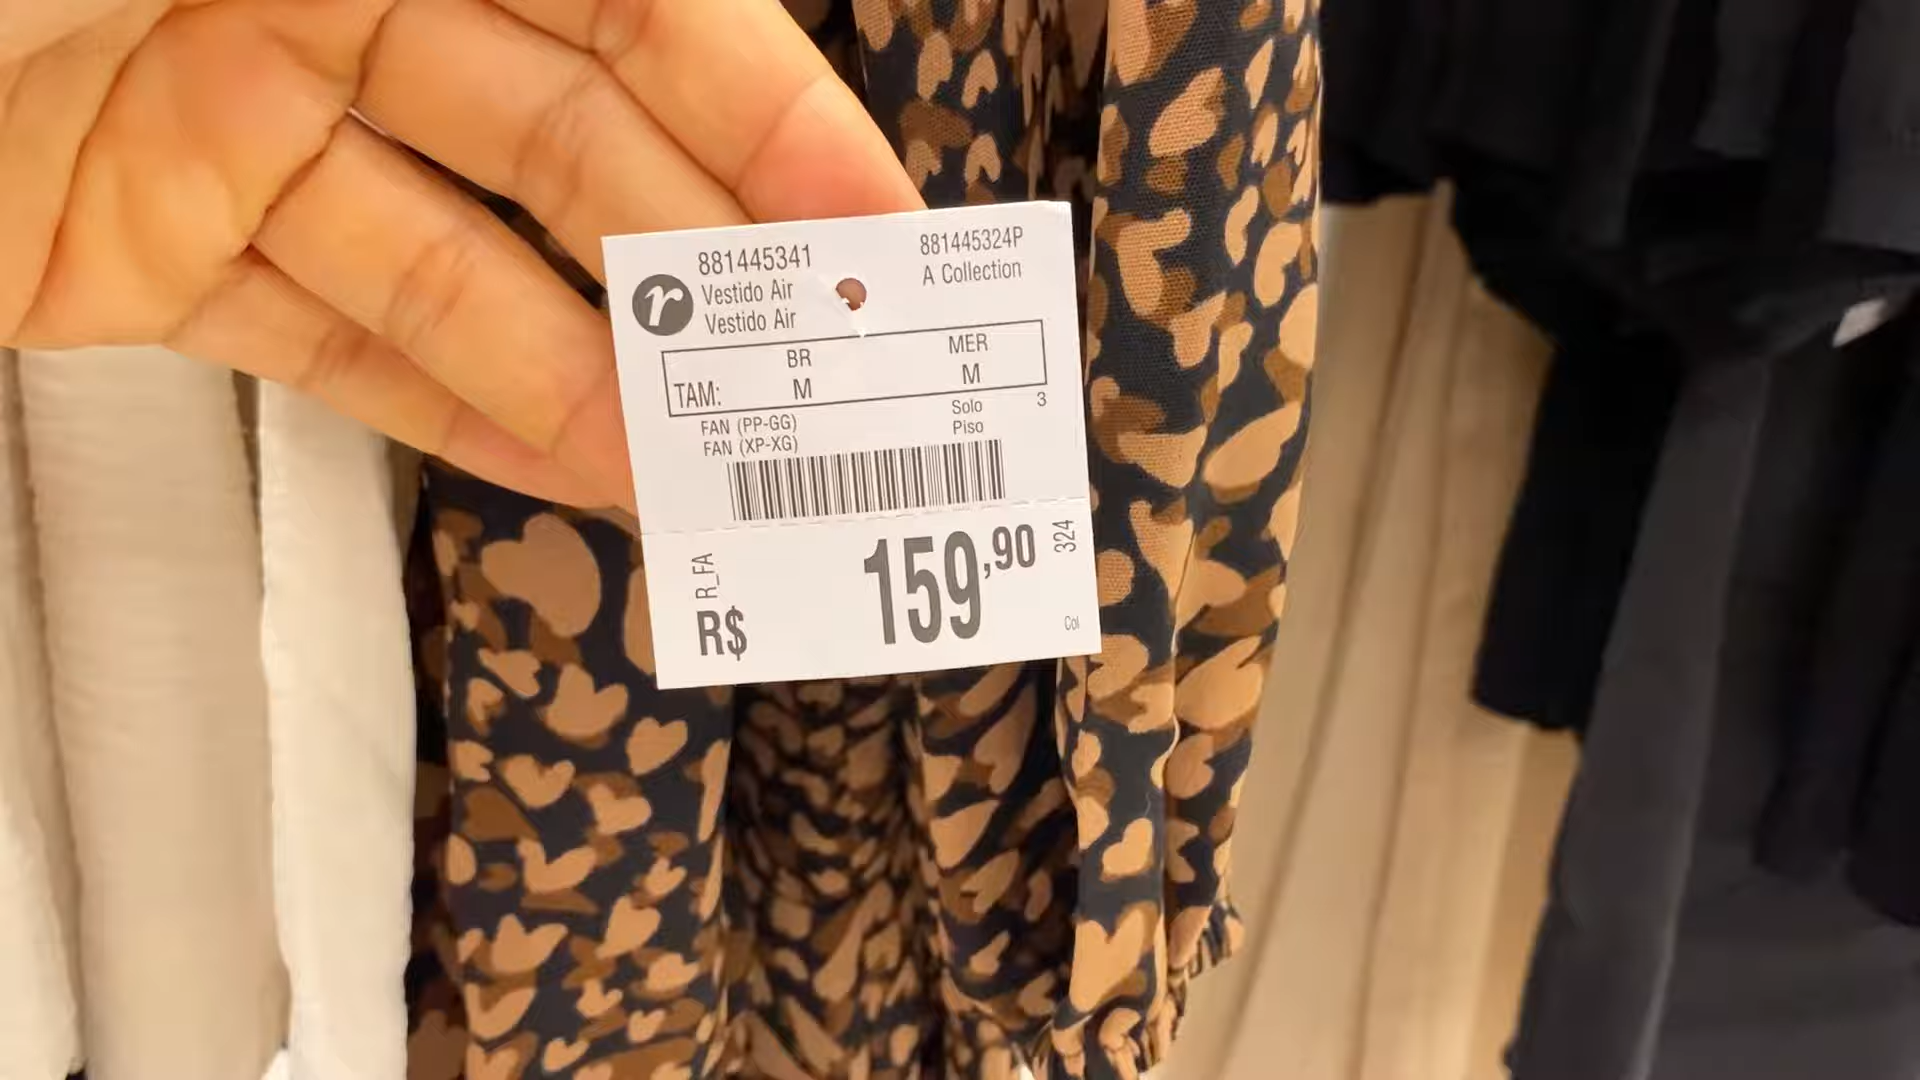 881445341
881445324P
r
Vestido Air
A Collection
Vestido Air
BR MER
TAM: M M
FAN (PP-GG) Solo 3
FAN (XP-XG) Piso
R_FA
R$ 159,90
324
Col